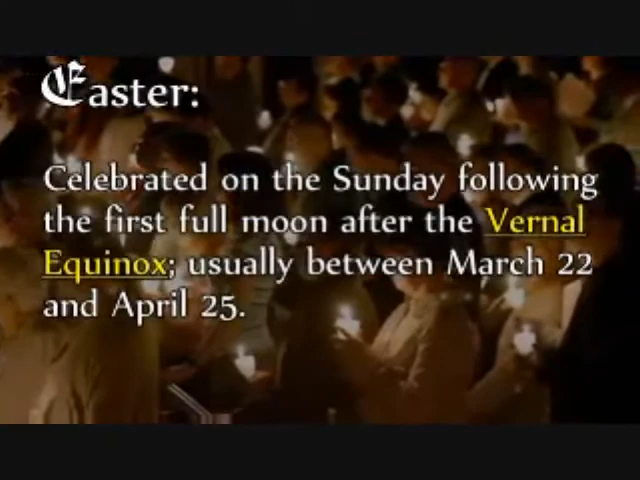 Easter:
Celebrated on the Sunday following
the first full moon after the Vernal
Equinox; usually between March 22
and April 25.